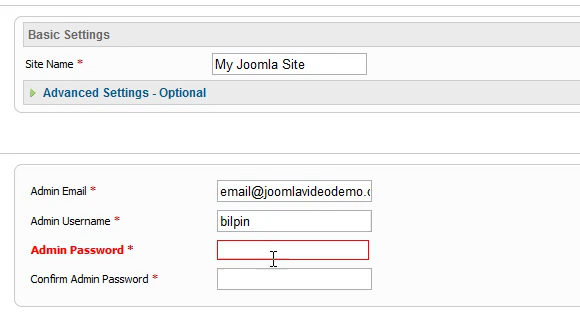 Basic Settings
Site Name * My Joomla Site
Advanced Settings - Optional
Admin Email * email@joomlavideodemo.c
Admin Username * bilpin
Admin Password *
Confirm Admin Password *